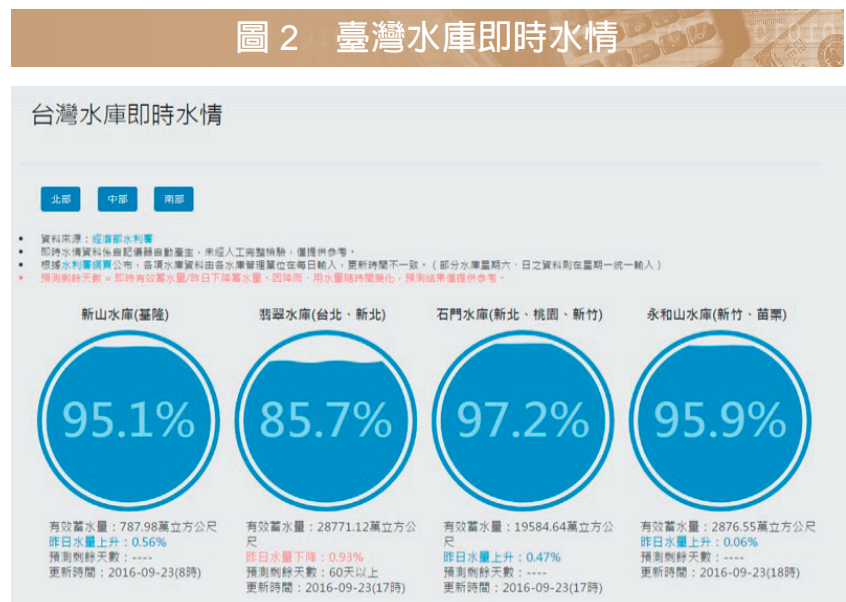 圖 2 臺灣水庫即時水情
台灣水庫即時水情
北部 中部 南部
資料來源：經濟部水利署
即時水情資料係自記儀器自動產生，未經人工完整檢驗，僅提供參考。
根據水利署網頁公布，各項水庫資料由各水庫管理單位在每日輸入，更新時間不一致。(部分水庫星期六、日之資料則在星期一統一輸入)
預測剩餘天數 = 即時有效蓄水量/昨日下降蓄水量。因降雨、用水量隨時間變化，預測結果僅提供參考。
新山水庫(基隆)
95.1%
有效蓄水量：787.98萬立方公尺
昨日水量上升：0.56%
預測剩餘天數：----
更新時間：2016-09-23(8時)
翡翠水庫(台北、新北)
85.7%
有效蓄水量：28771.12萬立方公
尺
昨日水量下降：0.93%
預測剩餘天數：60天以上
更新時間：2016-09-23(17時)
石門水庫(新北、桃園、新竹)
97.2%
有效蓄水量：19584.64萬立方公
尺
昨日水量上升：0.47%
預測剩餘天數：----
更新時間：2016-09-23(17時)
永和山水庫(新竹、苗栗)
95.9%
有效蓄水量：2876.55萬立方公尺
昨日水量上升：0.06%
預測剩餘天數：----
更新時間：2016-09-23(18時)